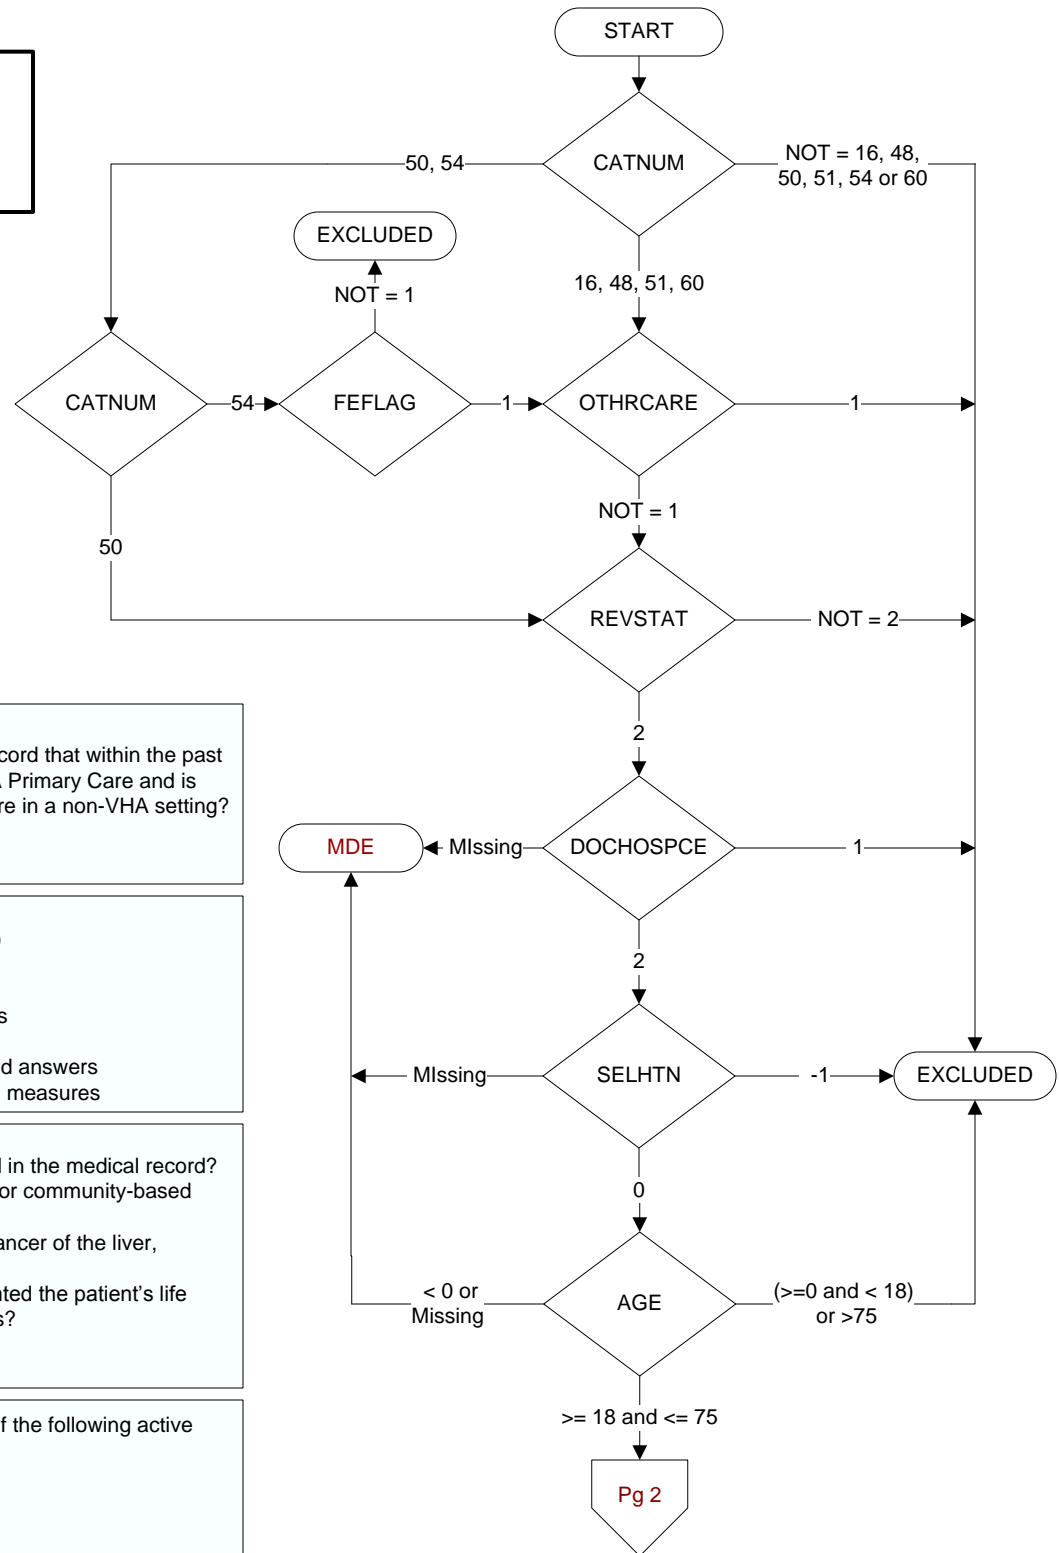 START
CATNUM
50, 54
NOT = 16, 48,
50, 51, 54 or 60
EXCLUDED
NOT = 1
16, 48, 51, 60
CATNUM
54
FEFLAG
1
OTHRCARE
1
NOT = 1
50
REVSTAT
NOT = 2
2
cord that within the past
A Primary Care and is
re in a non-VHA setting?
MDE
MIssing
DOCHOSPCE
1
2
)
s
d answers
measures
MIssing
SELHTN
-1
EXCLUDED
0
d in the medical record?
or community-based
ancer of the liver,
ted the patient's life
s?
< 0 or
Missing
AGE
(>=0 and < 18)
or >75
>= 18 and <= 75
f the following active
Pg 2